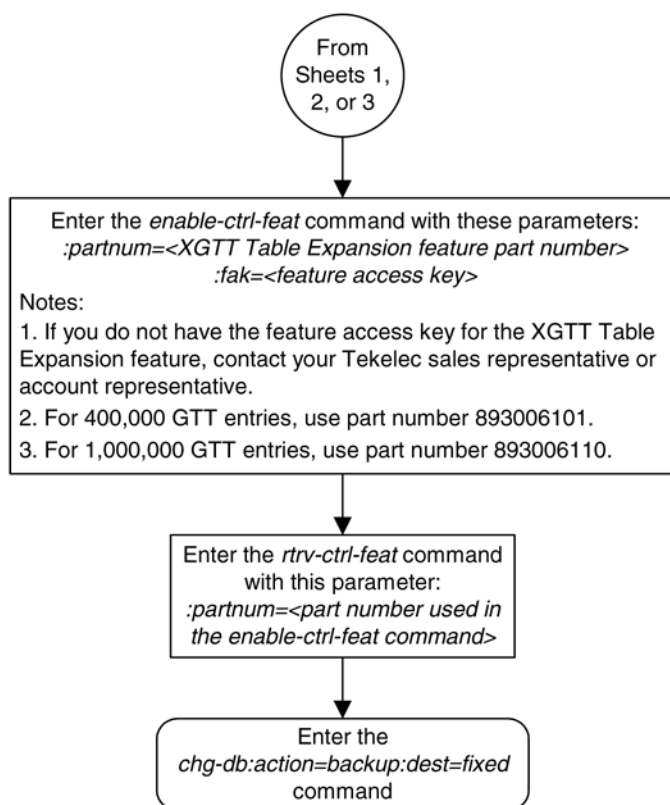 From
Sheets 1,
2, or 3
Enter the enable-ctrl-feat command with these parameters:
:partnum=<XGTT Table Expansion feature part number>
:fak=<feature access key>
Notes:
1. If you do not have the feature access key for the XGTT Table
Expansion feature, contact your Tekelec sales representative or
account representative.
2. For 400,000 GTT entries, use part number 893006101.
3. For 1,000,000 GTT entries, use part number 893006110.
Enter the rtrv-ctrl-feat command
with this parameter:
:partnum=<part number used in
the enable-ctrl-feat command>
Enter the
chg-db:action=backup:dest=fixed
command